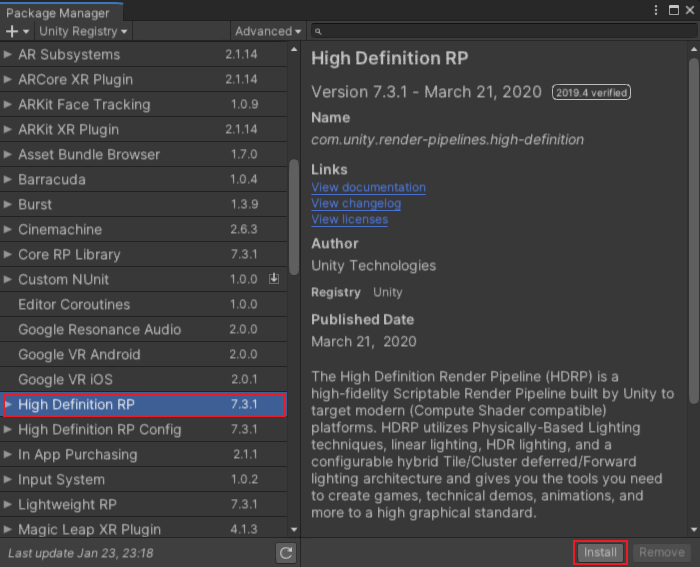 Package Manager
Unity Registry
Advanced
AR Subsystems 2.1.14
ARCore XR Plugin 2.1.14
ARKit Face Tracking 1.0.9
ARKit XR Plugin 2.1.14
Asset Bundle Browser 1.7.0
Barracuda 1.0.4
Burst 1.3.9
Cinemachine 2.6.3
Core RP Library 7.3.1
Custom NUnit 1.0.0
Editor Coroutines 1.0.0
Google Resonance Audio 2.0.0
Google VR Android 2.0.0
Google VR iOS 2.0.1
High Definition RP 7.3.1
High Definition RP Config 7.3.1
In App Purchasing 2.1.1
Input System 1.0.2
Lightweight RP 7.3.1
Magic Leap XR Plugin 4.1.3
Last update Jan 23, 23:18
High Definition RP
Version 7.3.1 - March 21, 2020 2019.4 verified
Name
com.unity.render-pipelines.high-definition
Links
View documentation
View changelog
View licenses
Author
Unity Technologies
Registry Unity
Published Date
March 21, 2020
The High Definition Render Pipeline (HDRP) is a
high-fidelity Scriptable Render Pipeline built by Unity to
target modern (Compute Shader compatible)
platforms. HDRP utilizes Physically-Based Lighting
techniques, linear lighting, HDR lighting, and a
configurable hybrid Tile/Cluster deferred/Forward
lighting architecture and gives you the tools you need
to create games, technical demos, animations, and
more to a high graphical standard.
Install Remove